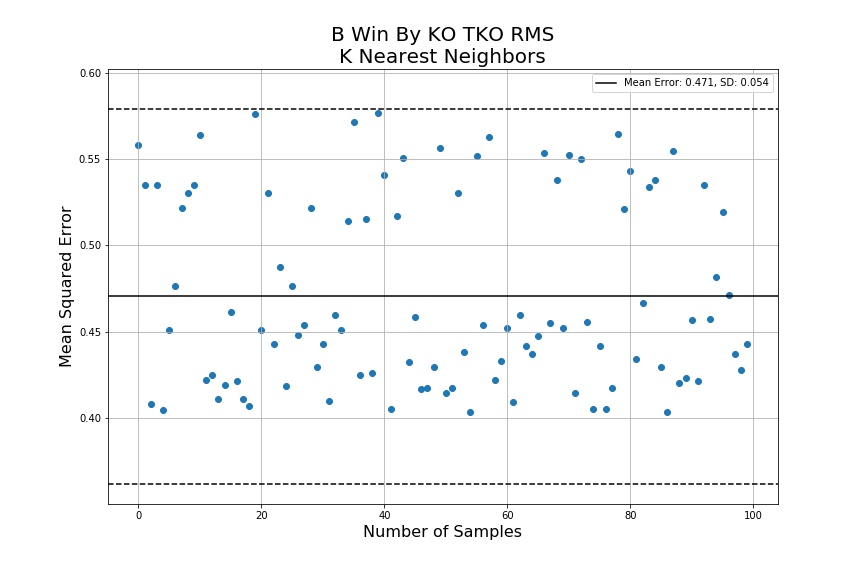 B Win By KO TKO RMS
K Nearest Neighbors
Mean Error: 0.471, SD: 0.054
Mean Squared Error
0.60
0.55
0.50
0.45
0.40
0 20 40 60 80 100
Number of Samples